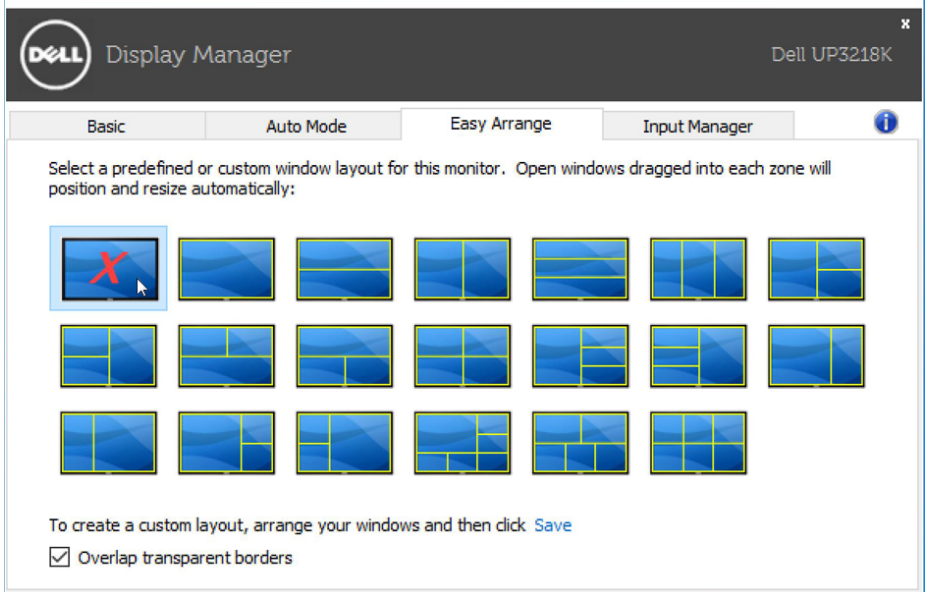 x
DELL Display Manager Dell UP3218K
Basic Auto Mode Easy Arrange Input Manager i
Select a predefined or custom window layout for this monitor. Open windows dragged into each zone will
position and resize automatically:
X
To create a custom layout, arrange your windows and then click Save
Overlap transparent borders